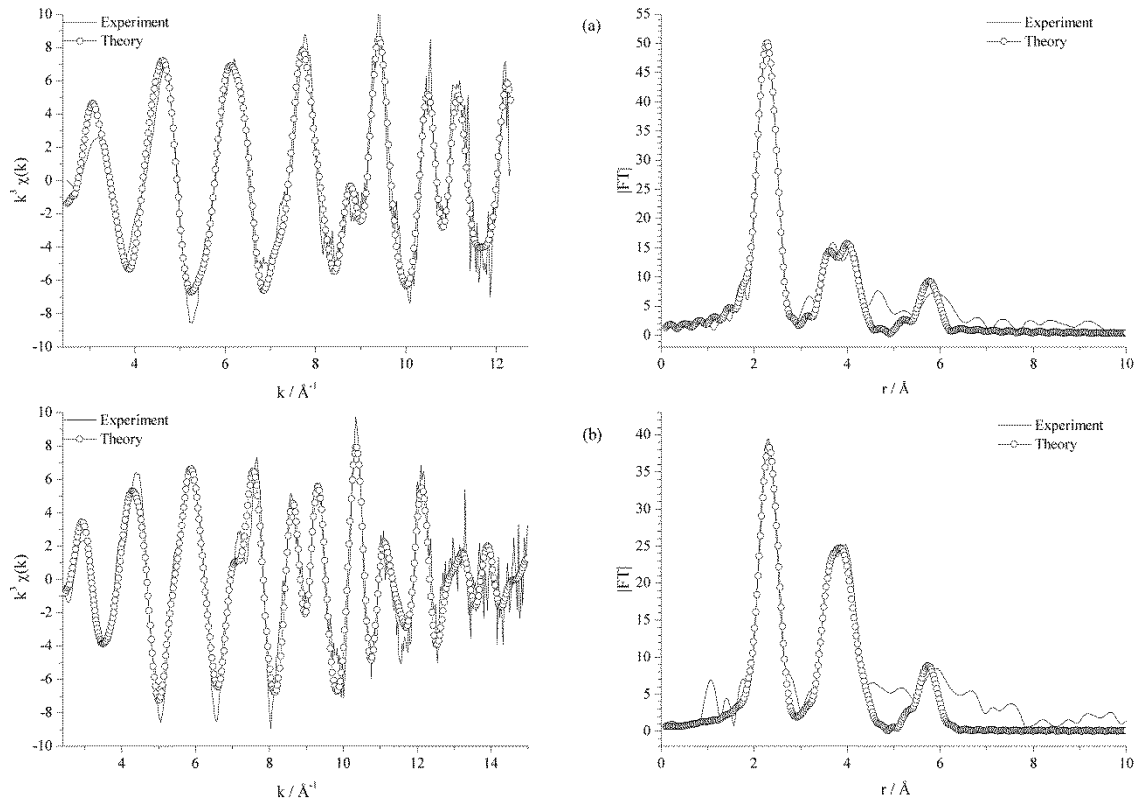 Experiment
Theory
10
8
6
4
2
0
-2
-4
-6
-8
-10
k³ χ(k)
4 6 8 10 12
k / Å⁻¹
(a)
Experiment
Theory
55
50
45
40
35
30
25
20
15
10
5
0
|FT|
0 2 4 6 8 10
r / Å
Experiment
Theory
10
8
6
4
2
0
-2
-4
-6
-8
-10
k³ χ(k)
4 6 8 10 12 14
k / Å⁻¹
(b)
Experiment
Theory
40
35
30
25
20
15
10
5
0
|FT|
0 2 4 6 8 10
r / Å